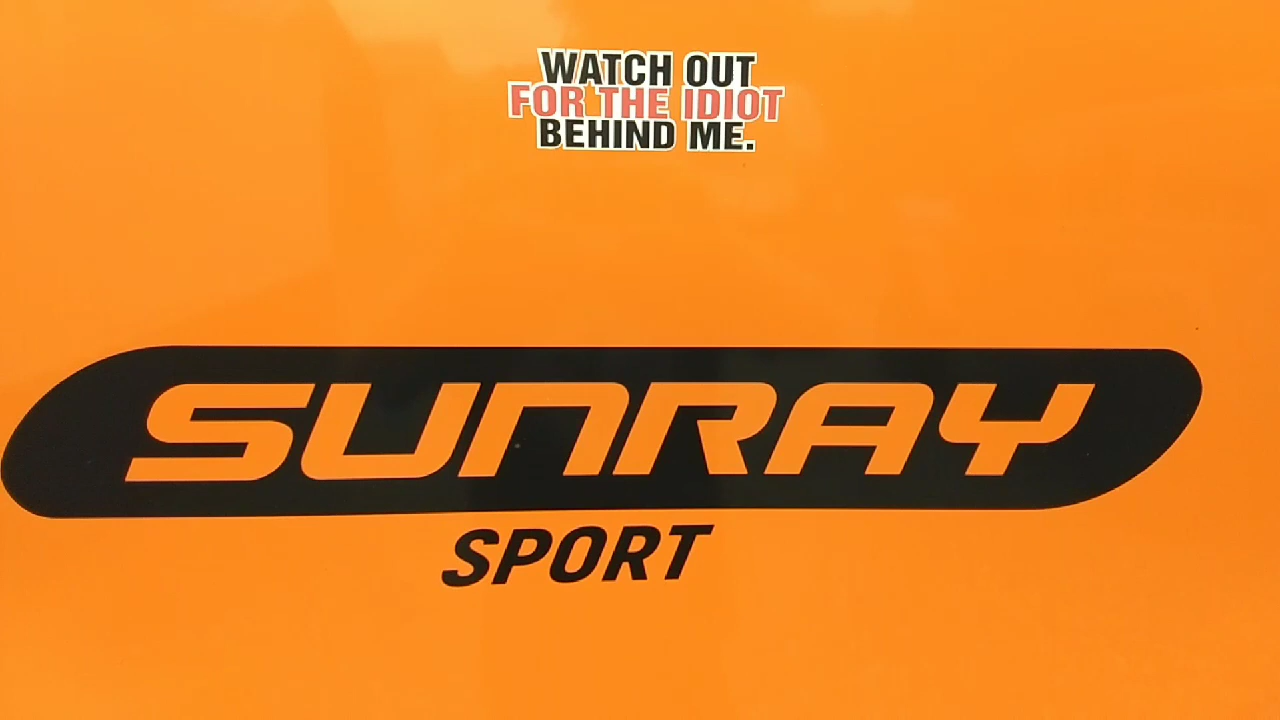 WATCH OUT
FOR THE IDIOT
BEHIND ME.
SUNRAY
SPORT